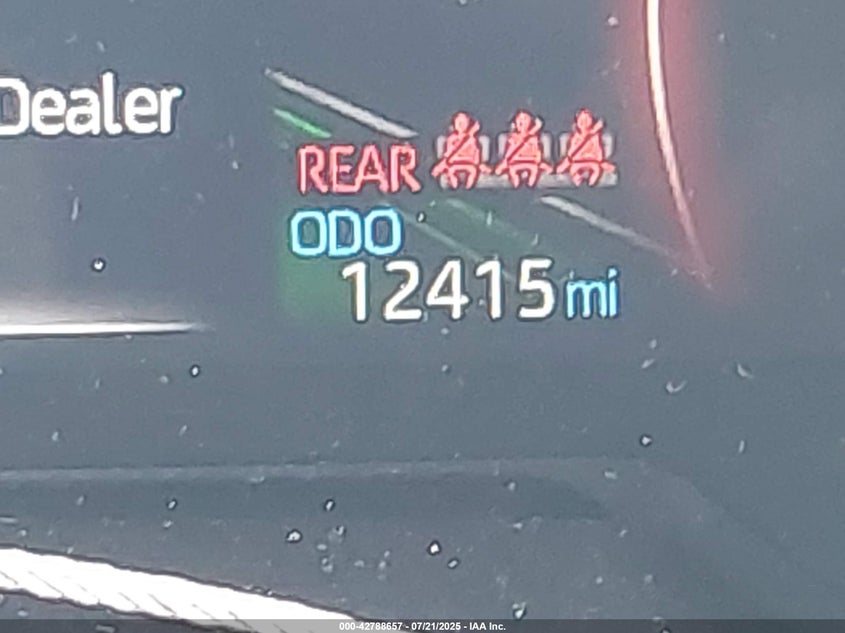 Dealer
REAR
ODO
12415 mi
000-42788657 - 07/21/2025 - IAA Inc.